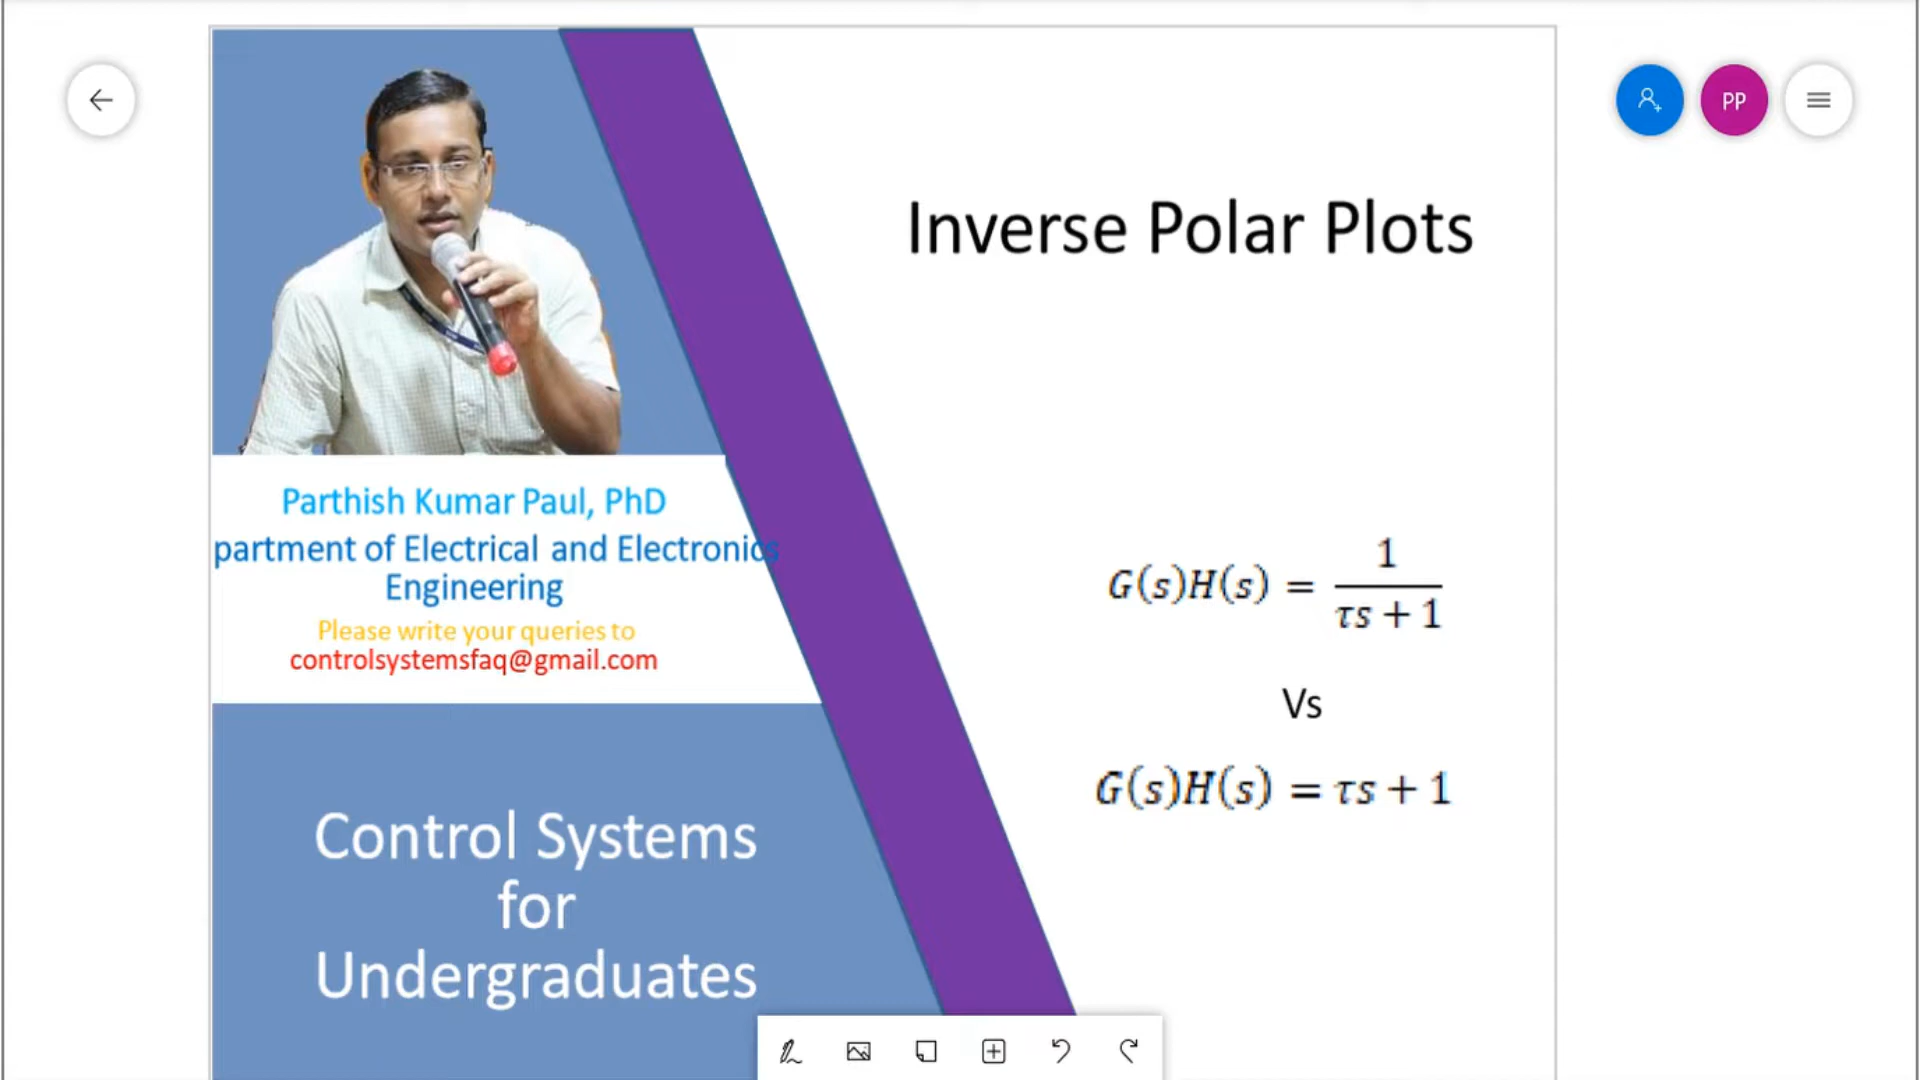 PP
Inverse Polar Plots
Parthish Kumar Paul, PhD
partment of Electrical and Electronics
Engineering
Please write your queries to
controlsystemsfaq@gmail.com
G(s)H(s) = 1/(τs + 1)
Vs
G(s)H(s) = τs + 1
Control Systems
for
Undergraduates